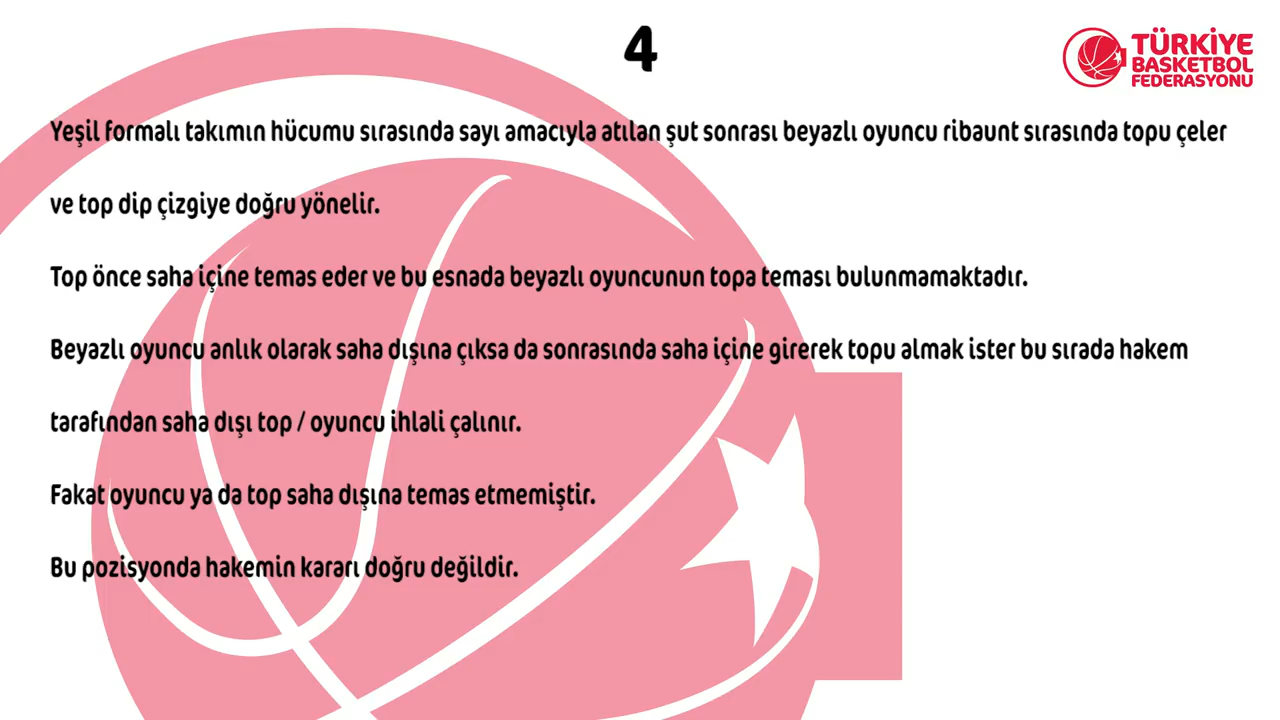 4
TÜRKİYE
BASKETBOL
FEDERASYONU
Yeşil formalı takımın hücumu sırasında sayı amacıyla atılan şut sonrası beyazlı oyuncu ribaunt sırasında topu çeler
ve top dip çizgiye doğru yönelir.
Top önce saha içine temas eder ve bu esnada beyazlı oyuncunun topa teması bulunmamaktadır.
Beyazlı oyuncu anlık olarak saha dışına çıksa da sonrasında saha içine girerek topu almak ister bu sırada hakem
tarafından saha dışı top / oyuncu ihlali çalınır.
Fakat oyuncu ya da top saha dışına temas etmemiştir.
Bu pozisyonda hakemin kararı doğru değildir.